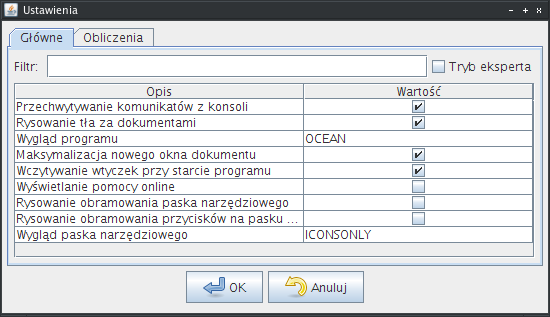 Ustawienia
Główne Obliczenia
Filtr: Tryb eksperta
Opis Wartość
Przechwytywanie komunikatów z konsoli
Rysowanie tła za dokumentami
Wygląd programu OCEAN
Maksymalizacja nowego okna dokumentu
Wczytywanie wtyczek przy starcie programu
Wyświetlanie pomocy online
Rysowanie obramowania paska narzędziowego
Rysowanie obramowania przycisków na pasku ...
Wygląd paska narzędziowego ICONSONLY
OK Anuluj